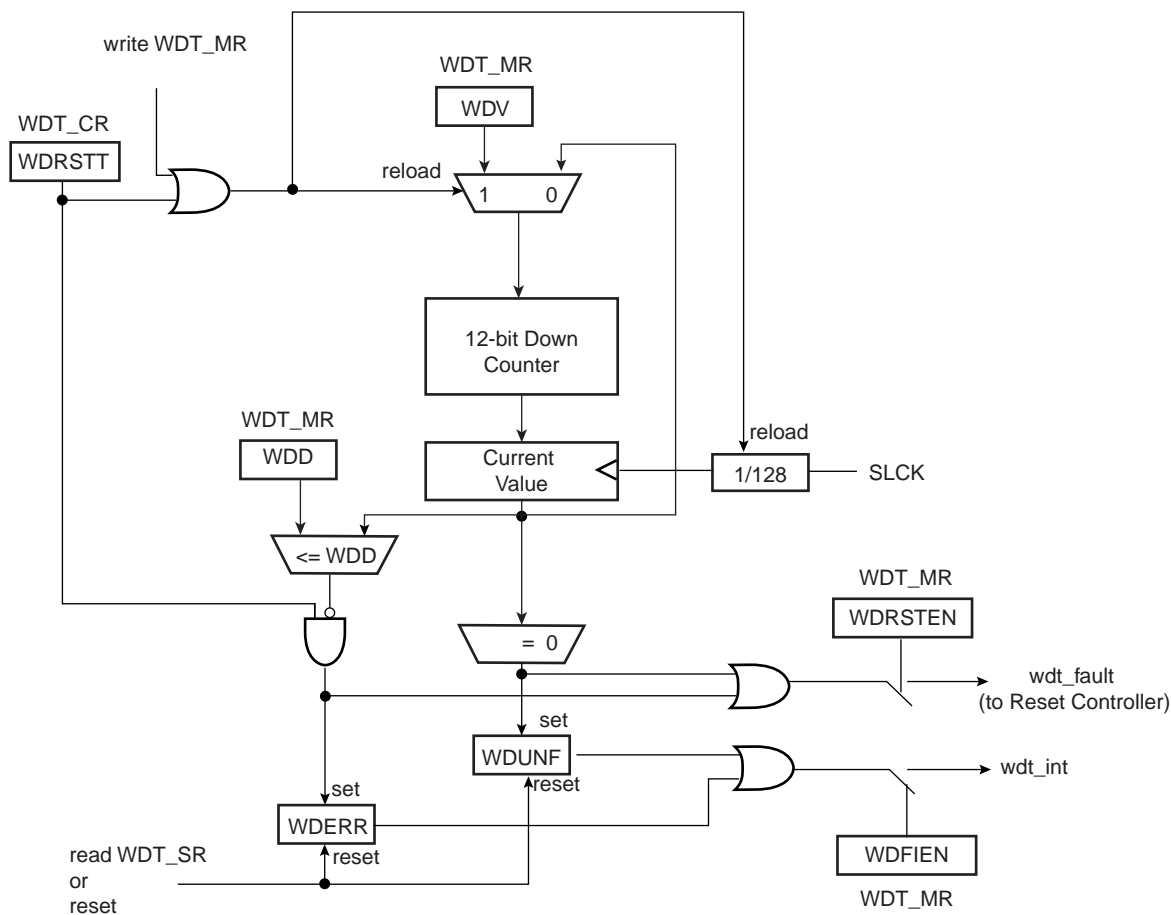 write WDT_MR
WDT_MR
WDV
WDT_CR
WDRSTT
reload
1 0
12-bit Down
Counter
WDT_MR
WDD
Current
Value
reload
1/128
SLCK
<= WDD
= 0
WDT_MR
WDRSTEN
wdt_fault
(to Reset Controller)
set
WDUNF
reset
wdt_int
set
WDERR
reset
WDFIEN
WDT_MR
read WDT_SR
or
reset